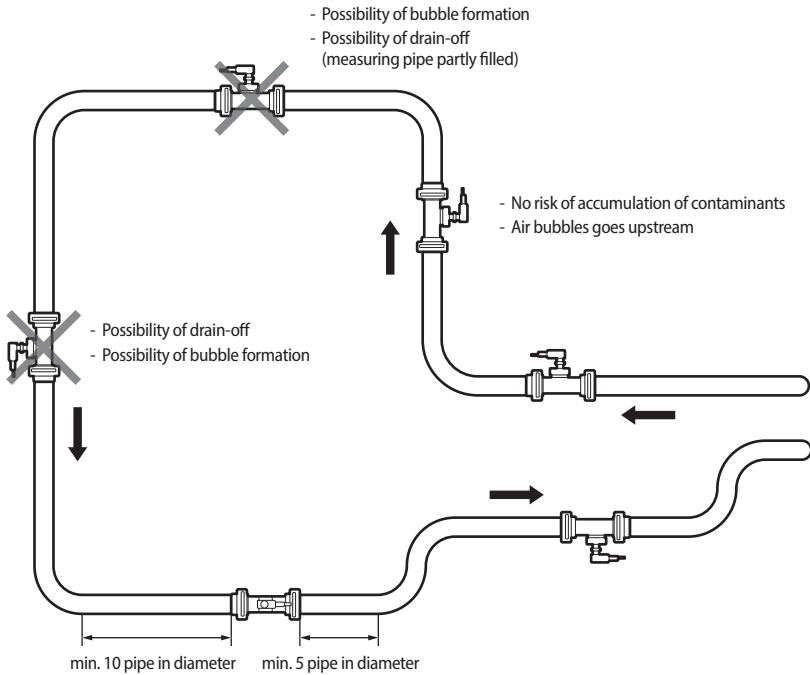 - Possibility of bubble formation
- Possibility of drain-off
(measuring pipe partly filled)
- No risk of accumulation of contaminants
- Air bubbles goes upstream
- Possibility of drain-off
- Possibility of bubble formation
min. 10 pipe in diameter
min. 5 pipe in diameter